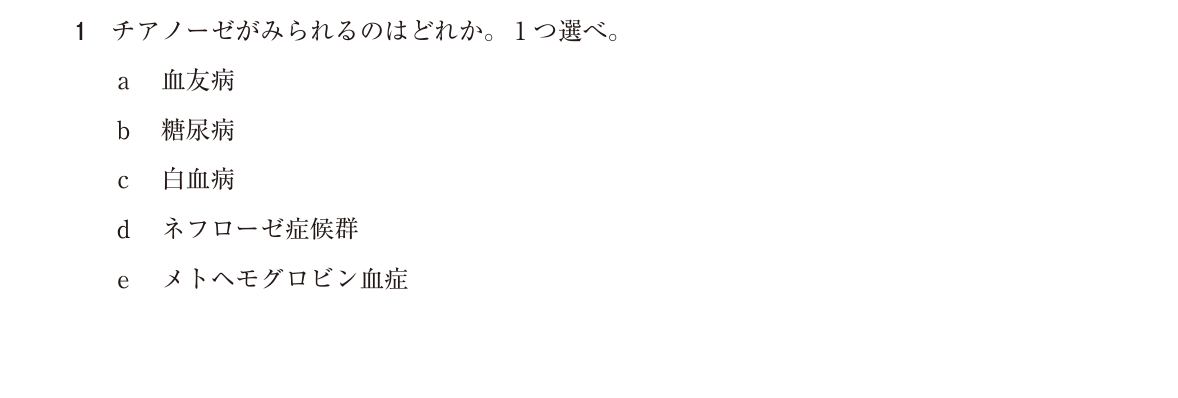 1 チアノーゼがみられるのはどれか。1つ選べ。
a 血友病
b 糖尿病
c 白血病
d ネフローゼ症候群
e メトヘモグロビン血症